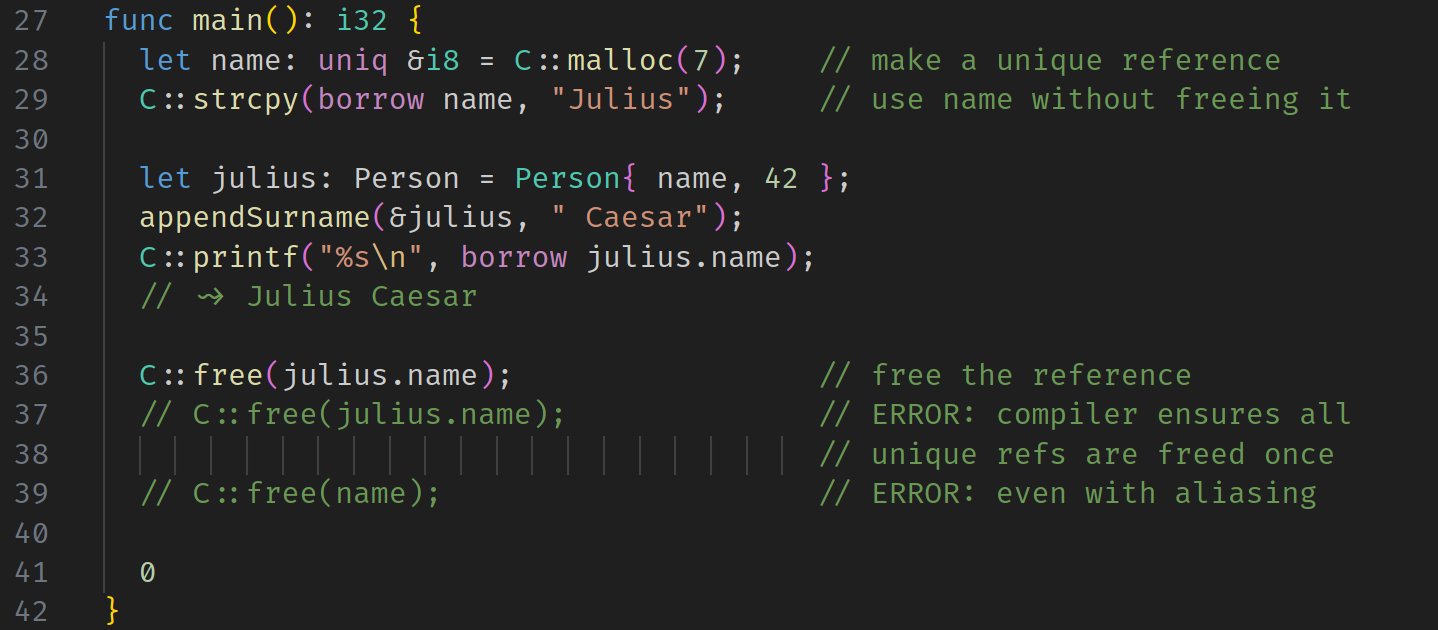 27 func main(): i32 {
28   let name: uniq &i8 = C::malloc(7);    // make a unique reference
29   C::strcpy(borrow name, "Julius");     // use name without freeing it
30
31   let julius: Person = Person{ name, 42 };
32   appendSurname(&julius, " Caesar");
33   C::printf("%s\n", borrow julius.name);
34   // ⇝ Julius Caesar
35
36   C::free(julius.name);                 // free the reference
37   // C::free(julius.name);              // ERROR: compiler ensures all
38                                         // unique refs are freed once
39   // C::free(name);                     // ERROR: even with aliasing
40
41   0
42 }